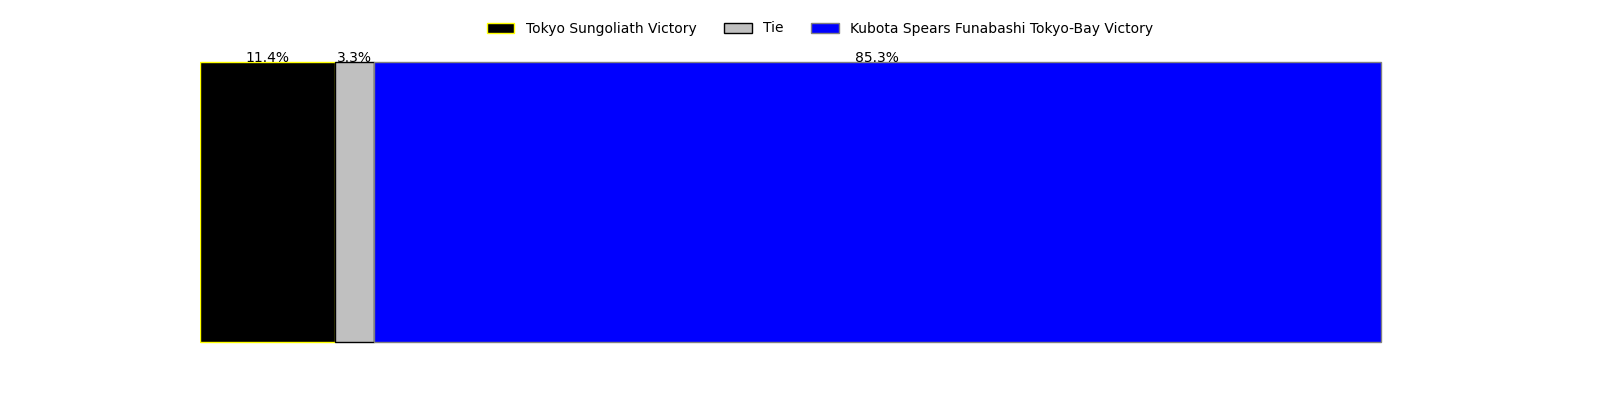 Tokyo Sungoliath Victory Tie Kubota Spears Funabashi Tokyo-Bay Victory
11.4% 3.3% 85.3%